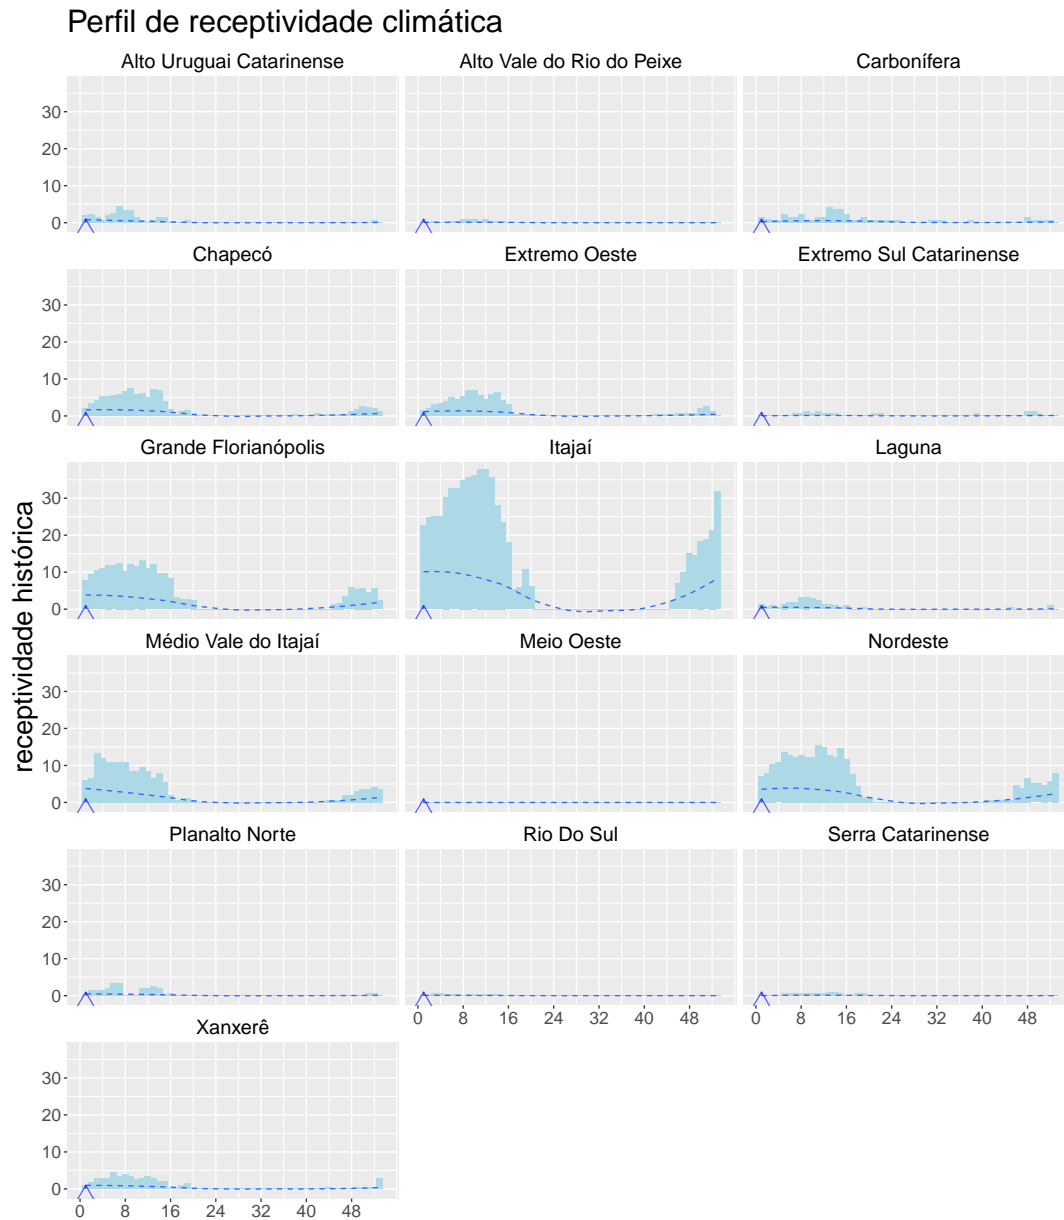 Perfil de receptividade climática
Alto Uruguai Catarinense
Alto Vale do Rio do Peixe
Carbonífera
30
20
10
0
Chapecó
Extremo Oeste
Extremo Sul Catarinense
30
20
10
0
Grande Florianópolis
Itajaí
Laguna
30
20
10
0
receptividade histórica
Médio Vale do Itajaí
Meio Oeste
Nordeste
30
20
10
0
Planalto Norte
Rio Do Sul
Serra Catarinense
30
20
10
0
0 8 16 24 32 40 48
0 8 16 24 32 40 48
Xanxerê
30
20
10
0
0 8 16 24 32 40 48